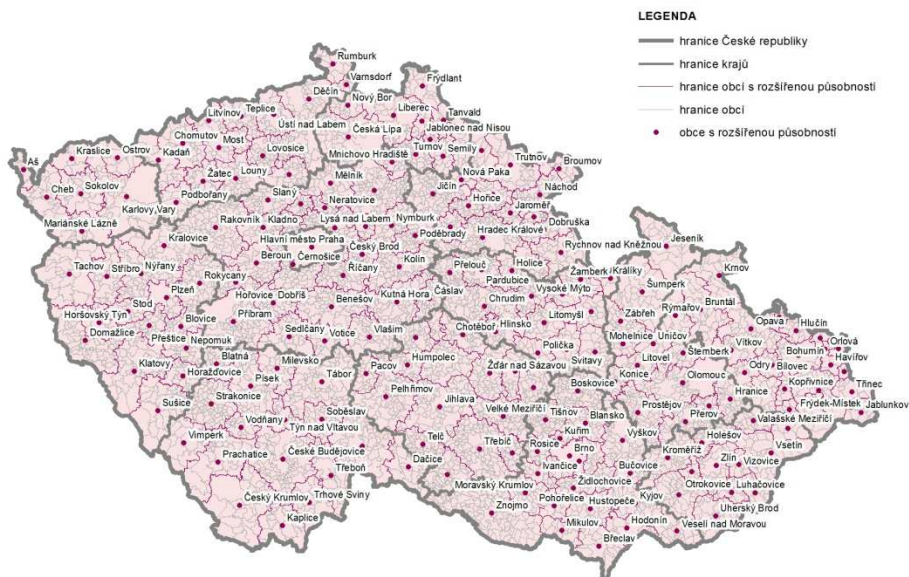 LEGENDA
hranice České republiky
hranice krajů
hranice obcí s rozšířenou působností
hranice obcí
obce s rozšířenou působností
Rumburk
Varnsdorf
Frýdlant
Děčín
Nový Bor
Liberec
Litvínov
Teplice
Tanvald
Ústí nad Labem
Česká Lípa
Jablonec nad Nisou
Chomutov
Most
Kraslice
Ostrov
Kadaň
Lovosice
Mnichovo Hradiště
Turnov
Semily
Trutnov
Broumov
Aš
Žatec
Louny
Mělník
Nová Paka
Cheb
Sokolov
Jičín
Náchod
Podbořany
Slaný
Neratovice
Hořice
Jaroměř
Karlovy Vary
Mariánské Lázně
Rakovník
Kladno
Lysá nad Labem
Nymburk
Poděbrady
Dobruška
Hradec Králové
Kralovice
Hlavní město Praha
Český Brod
Rychnov nad Kněžnou
Jeseník
Tachov
Stříbro
Nýřany
Beroun
Černošice
Kolín
Přelouč
Holice
Žamberk
Králíky
Krnov
Rokycany
Říčany
Pardubice
Plzeň
Šumperk
Hořovice
Dobříš
Benešov
Kutná Hora
Čáslav
Chrudim
Vysoké Mýto
Rýmařov
Bruntál
Stod
Horšovský Týn
Příbram
Zábřeh
Opava
Hlučín
Blovice
Hlinsko
Litomyšl
Domažlice
Přeštice
Sedlčany
Votice
Vlašim
Chotěboř
Mohelnice
Uničov
Orlová
Nepomuk
Polička
Šternberk
Vítkov
Bohumín
Blatná
Milevsko
Svitavy
Litovel
Havířov
Klatovy
Horažďovice
Písek
Tábor
Pacov
Humpolec
Žďár nad Sázavou
Konice
Olomouc
Odry
Bílovec
Třinec
Strakonice
Pelhřimov
Boskovice
Hranice
Kopřivnice
Jablunkov
Sušice
Soběslav
Jihlava
Velké Meziříčí
Prostějov
Frýdek-Místek
Vodňany
Týn nad Vltavou
Tišnov
Blansko
Přerov
Valašské Meziříčí
Vimperk
Telč
Třebíč
Kuřim
Vyškov
Holešov
Rosice
Brno
Kroměříž
Vsetín
Prachatice
České Budějovice
Dačice
Ivančice
Bučovice
Zlín
Vizovice
Třeboň
Moravský Krumlov
Židlochovice
Otrokovice
Luhačovice
Český Krumlov
Trhové Sviny
Pohořelice
Hustopeče
Kyjov
Uherský Brod
Znojmo
Kaplice
Mikulov
Hodonín
Veselí nad Moravou
Břeclav